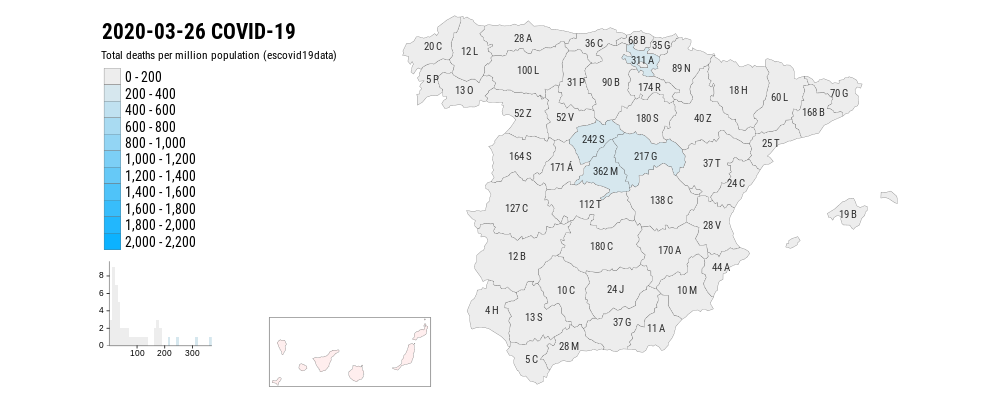 2020-03-26 COVID-19
Total deaths per million population (escovid19data)
0 - 200
200 - 400
400 - 600
600 - 800
800 - 1,000
1,000 - 1,200
1,200 - 1,400
1,400 - 1,600
1,600 - 1,800
1,800 - 2,000
2,000 - 2,200
8
6
4
2
0
100 200 300
20 C
12 L
28 A
36 C
68 B
35 G
311 A
5 P
13 O
100 L
31 P
90 B
174 R
89 N
18 H
60 L
70 G
168 B
52 Z
52 V
180 S
40 Z
25 T
242 S
164 S
171 Á
362 M
217 G
37 T
24 C
127 C
112 T
138 C
28 V
19 B
12 B
180 C
170 A
44 A
4 H
13 S
10 C
24 J
10 M
37 G
11 A
28 M
5 C